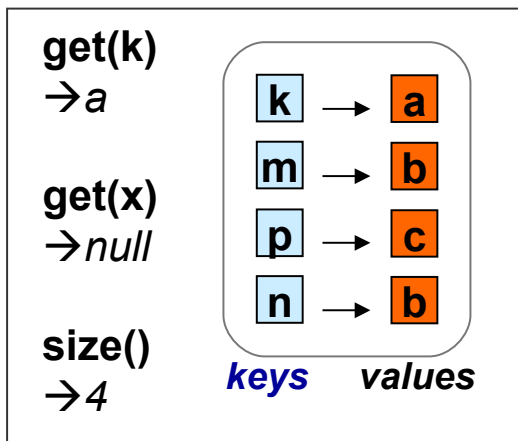 get(k)
→a
get(x)
→null
size()
→4
k → a
m → b
p → c
n → b
keys values